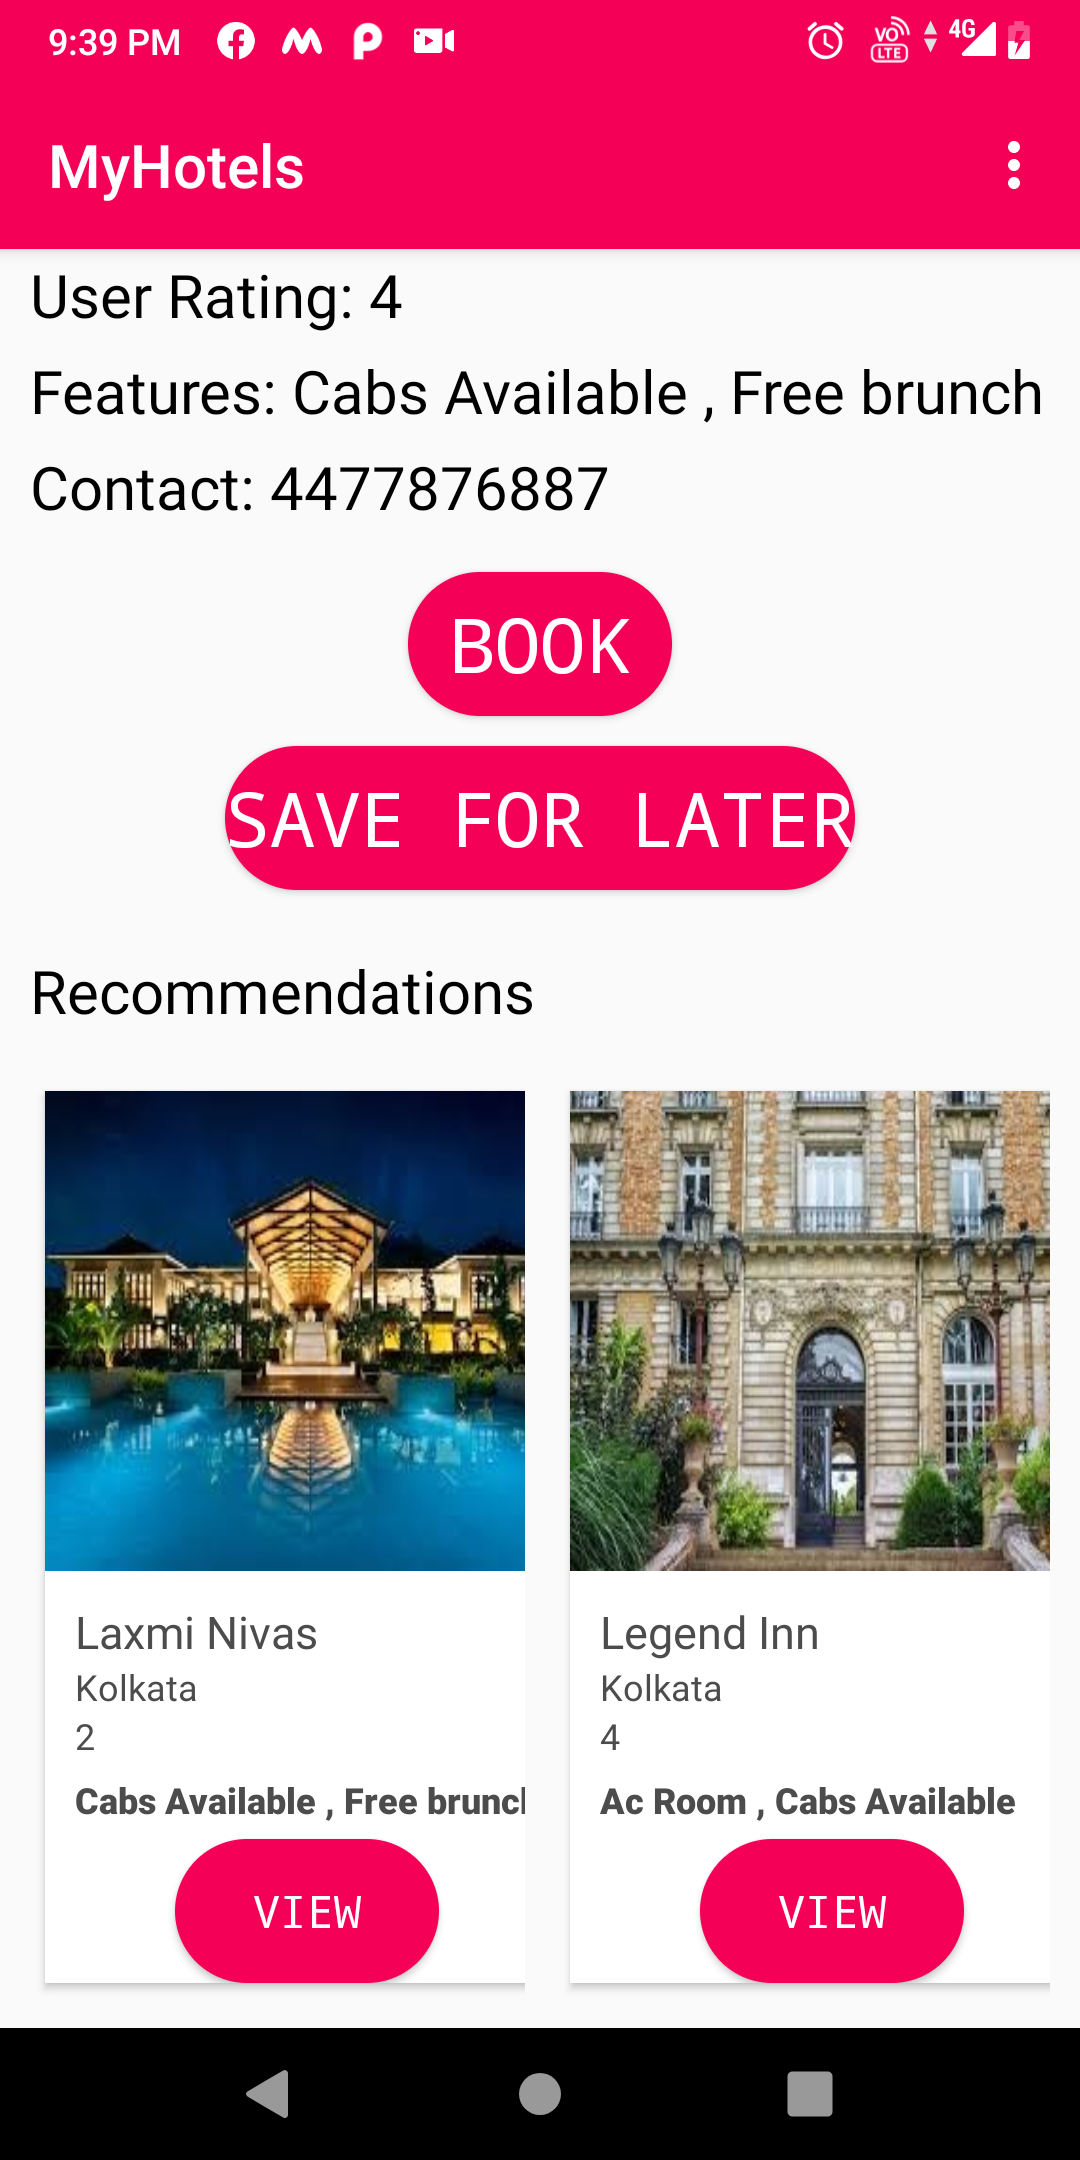 9:39 PM
VO LTE 4G
MyHotels
User Rating: 4
Features: Cabs Available , Free brunch
Contact: 4477876887
BOOK
SAVE FOR LATER
Recommendations
Laxmi Nivas
Kolkata
2
Cabs Available , Free brunch
VIEW
Legend Inn
Kolkata
4
Ac Room , Cabs Available
VIEW